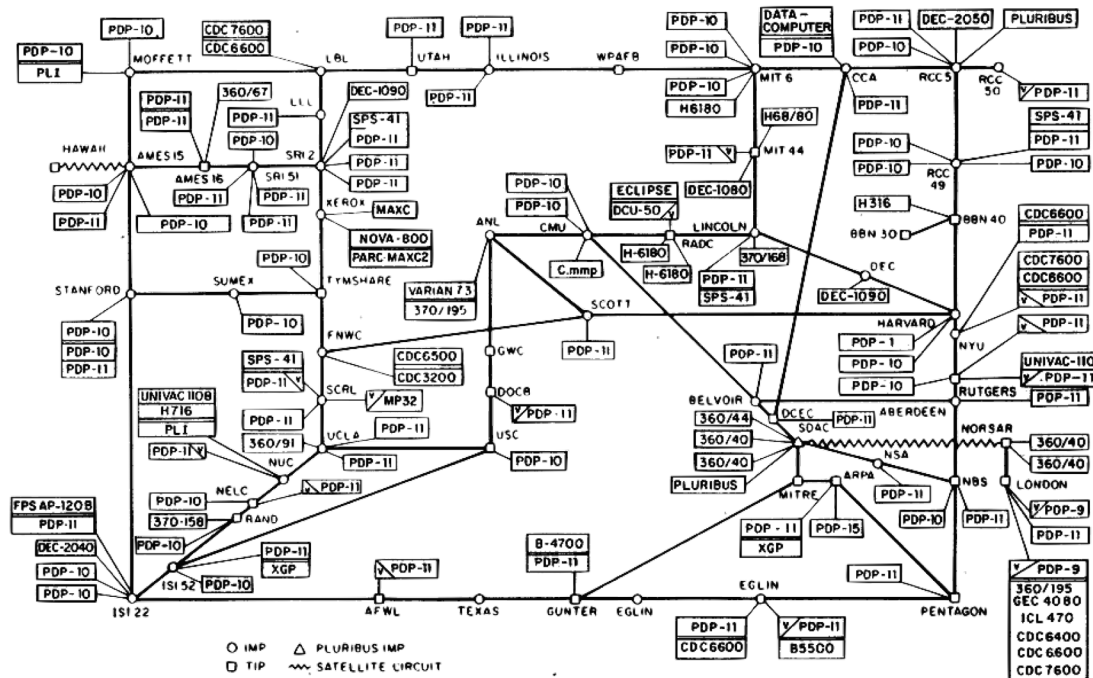 PDP-10
PLI
PDP-10
MOFFETT
CDC7600
CDC6600
LBL
PDP-11
UTAH
PDP-11
ILLINOIS
PDP-11
WPAFB
PDP-10
PDP-10
PDP-10
H6180
MIT 6
DATA-
COMPUTER
PDP-10
CCA
PDP-11
PDP-11
PDP-10
DEC-2050
PLURIBUS
RCC5
RCC
50
PDP-11
LLL
PDP-11
PDP-11
PDP-11
360/67
PDP-10
PDP-11
DEC-1090
SPS-41
PDP-11
PDP-11
PDP-11
SRI 2
HAWAII
AMES15
AMES16
SRI 51
PDP-10
PDP-11
PDP-10
PDP-11
PDP-11
PDP-11
H68/80
PDP-11
MIT 44
DEC-1080
SPS-41
PDP-11
PDP-10
PDP-10
PDP-10
RCC
49
XEROX
MAXC
NOVA-800
PARC-MAXC2
ANL
CMU
PDP-10
PDP-10
C.mmp
ECLIPSE
DCU-50
RADC
H-6180
H-6180
LINCOLN
370/168
PDP-11
SPS-41
H316
BBN 40
BBN 30
CDC6600
PDP-11
CDC7600
CDC6600
PDP-11
PDP-11
DEC
DEC-1090
STANFORD
SUMEX
PDP-10
PDP-10
TYMSHARE
PDP-10
PDP-10
PDP-11
VARIAN 73
370/195
SCOTT
PDP-11
HARVARD
PDP-1
PDP-10
PDP-10
NYU
FNWC
CDC6500
CDC3200
GWC
DOCB
PDP-11
SPS-41
PDP-11
SCRL
MP32
PDP-11
360/91
UCLA
PDP-11
PDP-11
USC
PDP-10
UNIVAC 1108
H716
PLI
PDP-11
NUC
NELC
PDP-10
PDP-11
370-158
RAND
PDP-10
PDP-11
BELVOIR
DCEC
PDP-11
SDAC
360/44
360/40
360/40
PLURIBUS
ABERDEEN
UNIVAC-110
PDP-11
RUTGERS
PDP-11
NORSAR
360/40
360/40
NSA
PDP-11
NBS
PDP-10
PDP-11
LONDON
PDP-9
PDP-11
PDP-9
360/195
GEC 4080
ICL 470
CDC6400
CDC6600
CDC7600
MITRE
ARPA
PDP-11
XGP
PDP-15
FPS AP-120B
PDP-11
DEC-2040
PDP-10
PDP-10
ISI 22
ISI 52
PDP-11
XGP
PDP-10
PDP-11
AFWL
TEXAS
B-4700
PDP-11
GUNTER
EGLIN
EGLIN
PDP-11
CDC6600
PDP-11
B5500
PDP-11
PENTAGON
IMP
PLURIBUS IMP
TIP
SATELLITE CIRCUIT